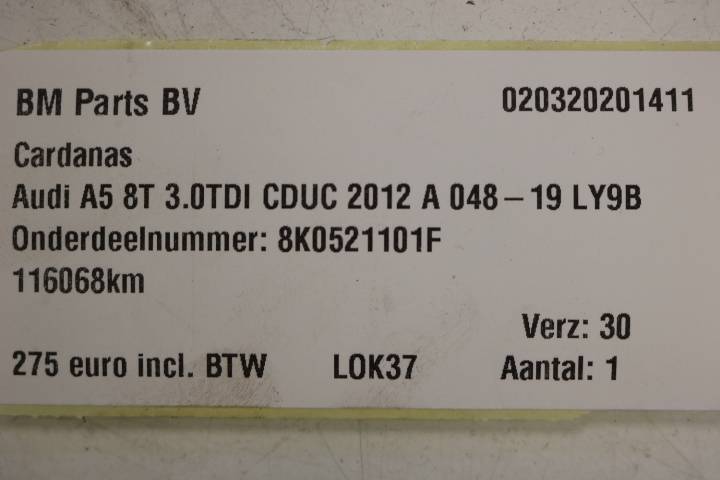 BM Parts BV 020320201411
Cardanas
Audi A5 8T 3.0TDI CDUC 2012 A 048 – 19 LY9B
Onderdeelnummer: 8K0521101F
116068km
Verz: 30
275 euro incl. BTW LOK37 Aantal: 1